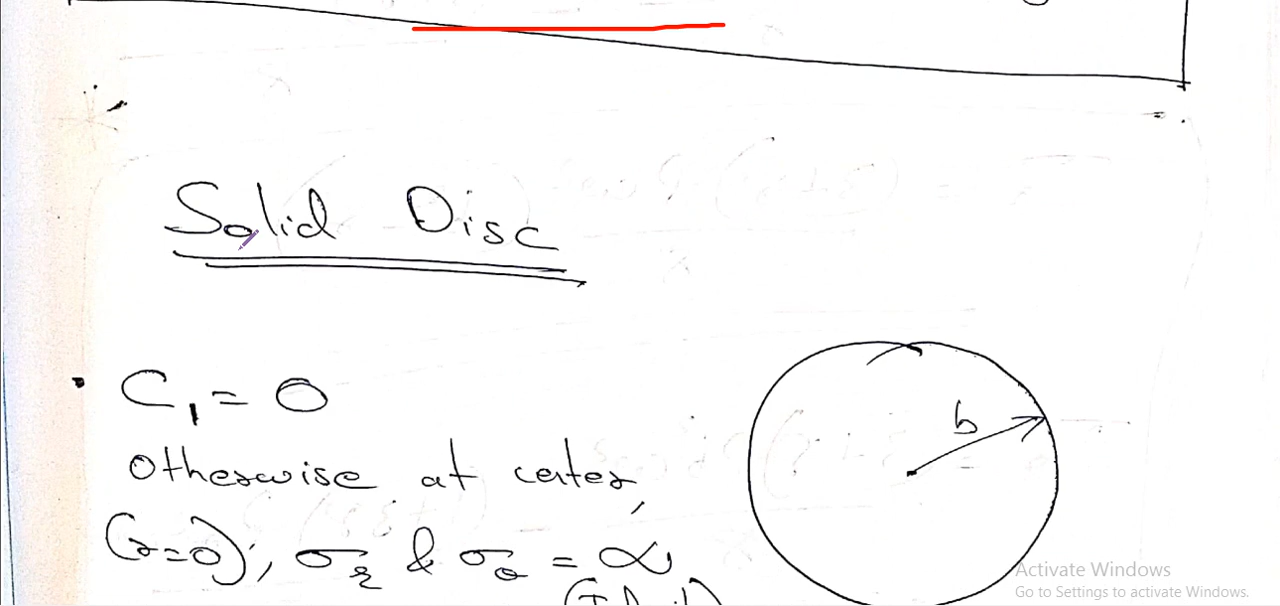 Solid Disc
C₁ = 0
b
otherwise at center,
(r=0); σr & σθ = ∞
Activate Windows
Go to Settings to activate Windows.